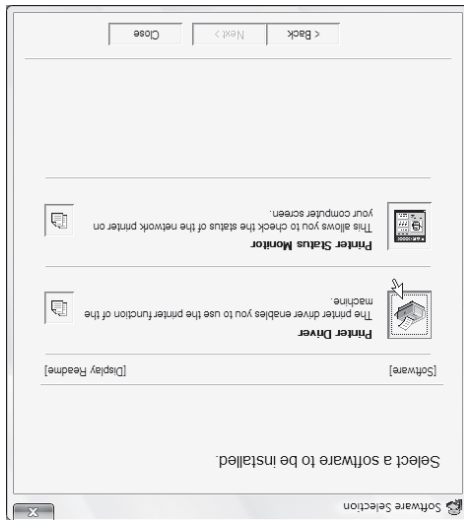 Software Selection
X
Select a software to be installed.
[Software] [Display Readme]
Printer Driver
The printer driver enables you to use the printer function of the
machine.
Printer Status Monitor
This allows you to check the status of the network printer on
your computer screen.
< Back Next > Close